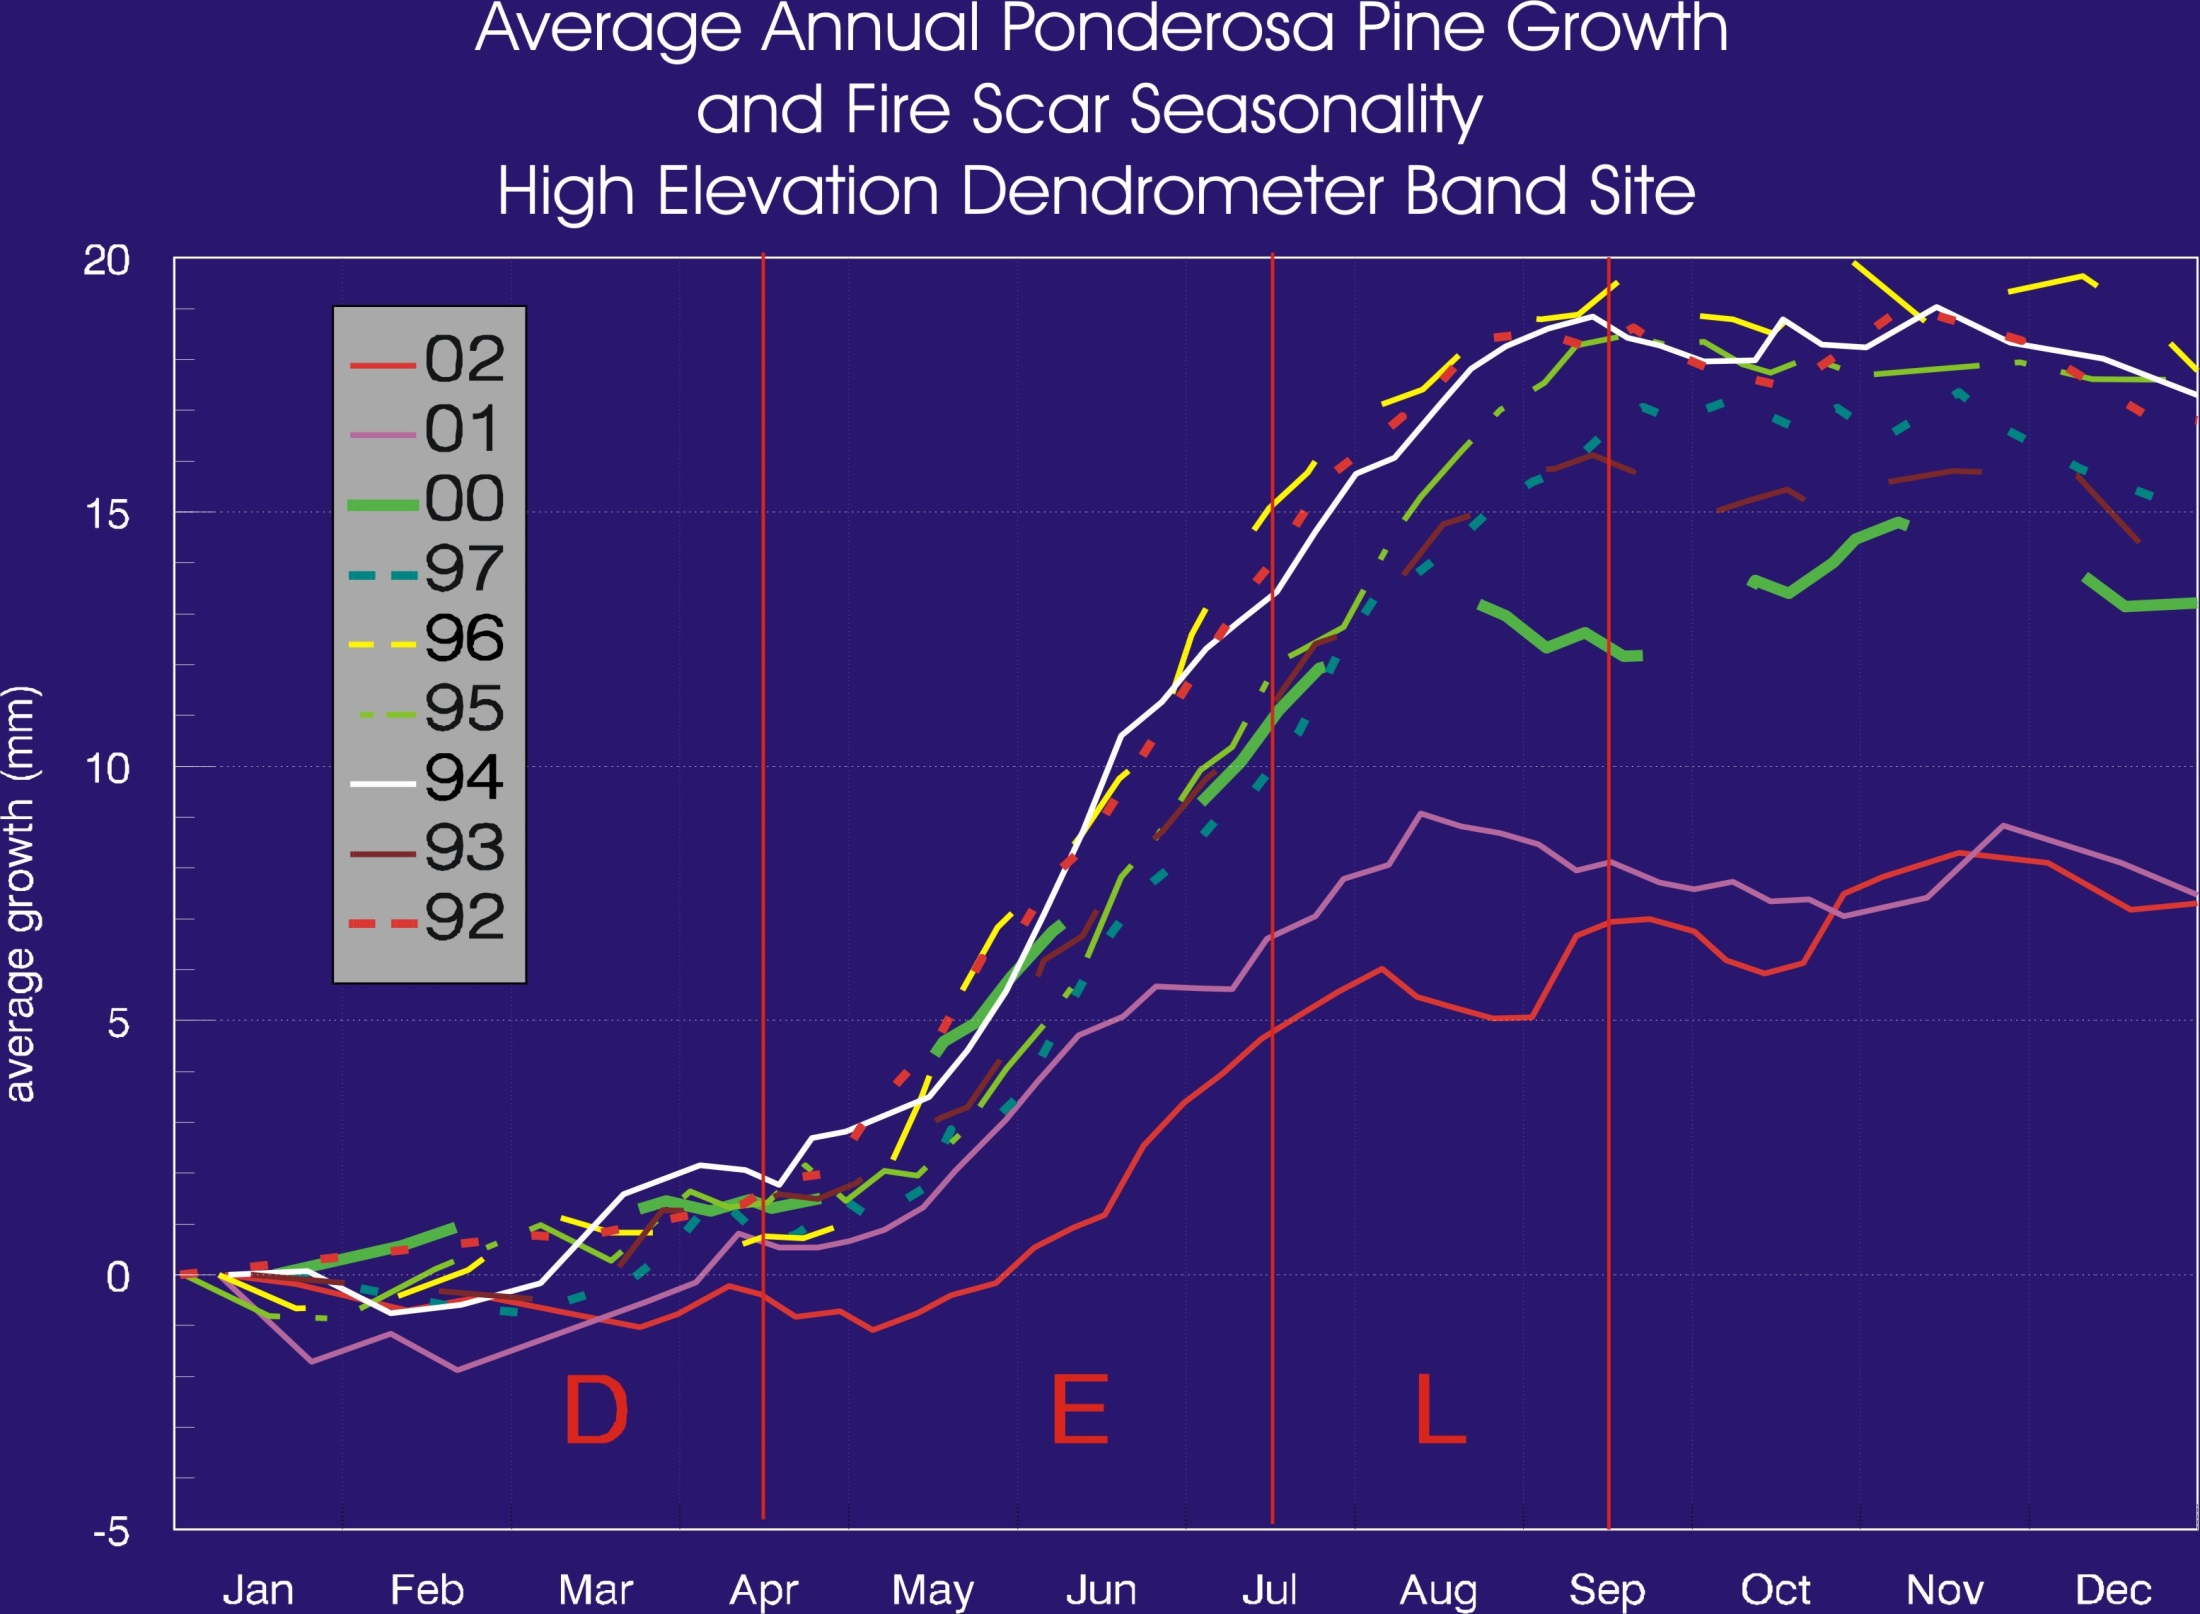 Average Annual Ponderosa Pine Growth
and Fire Scar Seasonality
High Elevation Dendrometer Band Site
average growth (mm)
20
15
10
5
0
-5
02
01
00
97
96
95
94
93
92
D E L
Jan Feb Mar Apr May Jun Jul Aug Sep Oct Nov Dec